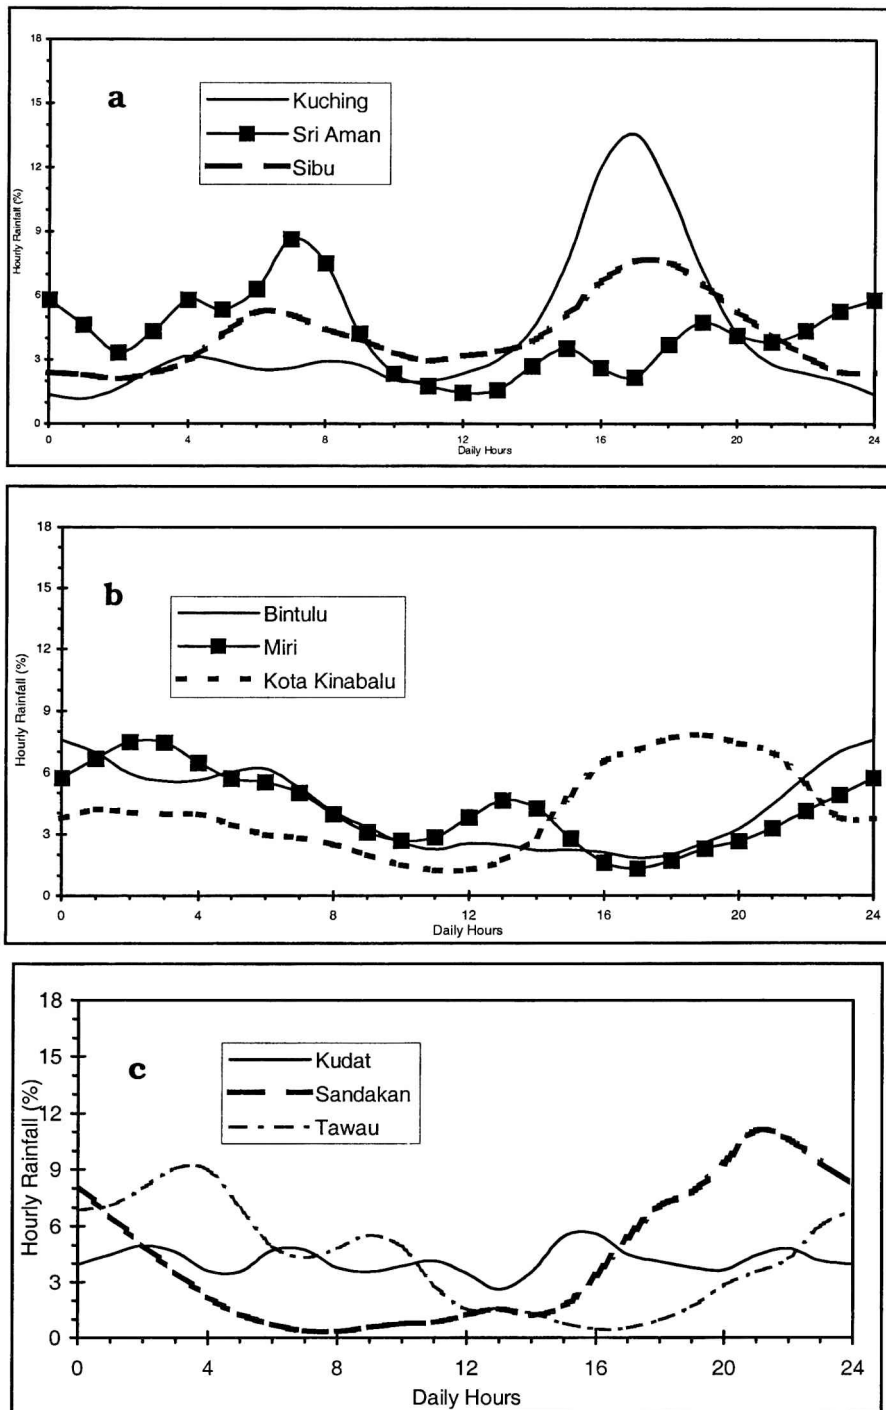 a
Kuching
Sri Aman
Sibu
Hourly Rainfall (%)
18
15
12
9
6
3
0
0 4 8 12 16 20 24
Daily Hours
b
Bintulu
Miri
Kota Kinabalu
Hourly Rainfall (%)
18
15
12
9
6
3
0
0 4 8 12 16 20 24
Daily Hours
c
Kudat
Sandakan
Tawau
Hourly Rainfall (%)
18
15
12
9
6
3
0
0 4 8 12 16 20 24
Daily Hours